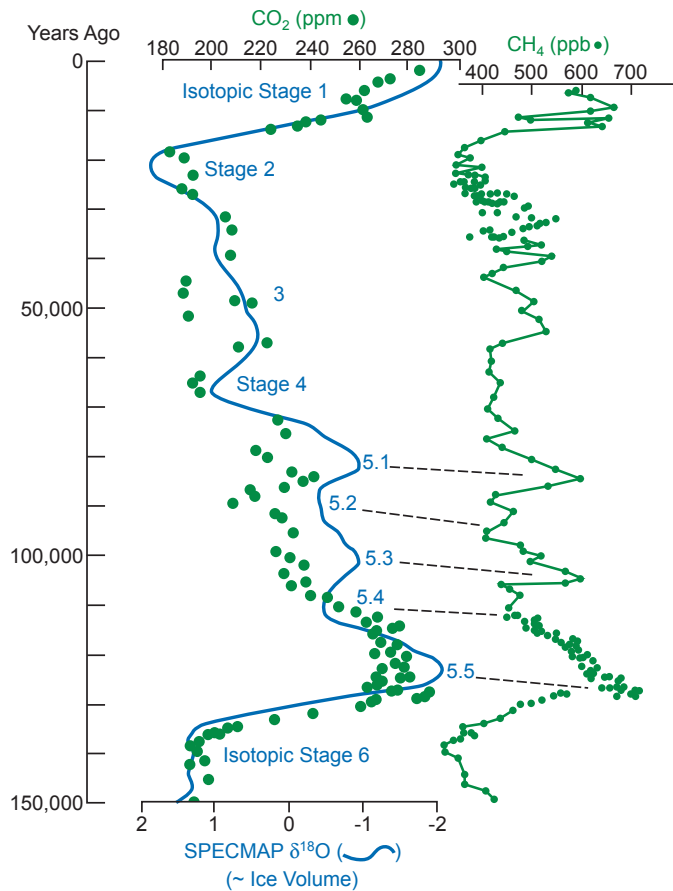 CO₂ (ppm ●)
Years Ago
180 200 220 240 260 280 300
CH₄ (ppb●)
400 500 600 700
0
Isotopic Stage 1
Stage 2
3
50,000
Stage 4
5.1
5.2
100,000
5.3
5.4
5.5
Isotopic Stage 6
150,000
2 1 0 -1 -2
SPECMAP δ¹⁸O ( )
(~ Ice Volume)